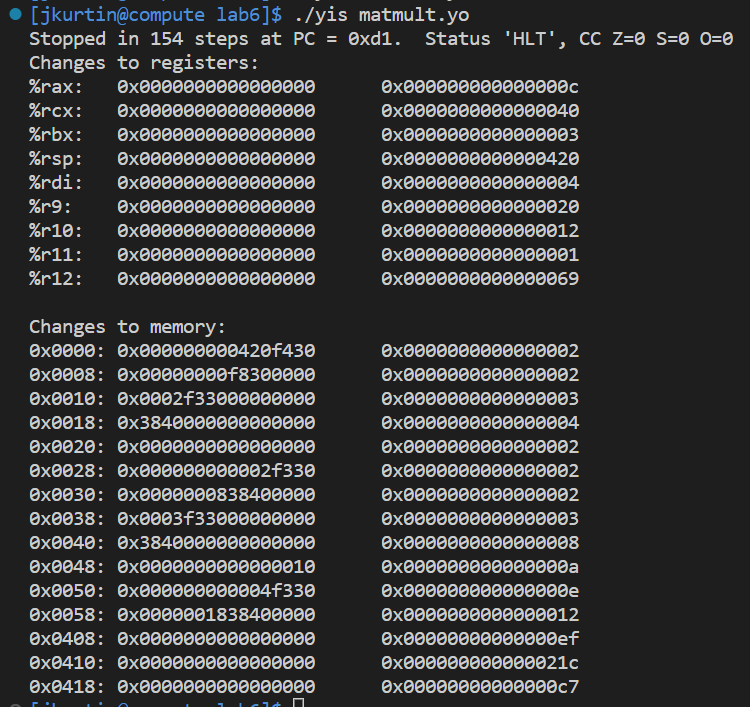 [jkurtin@compute lab6]$ ./yis matmult.yo
Stopped in 154 steps at PC = 0xd1.  Status 'HLT', CC Z=0 S=0 O=0
Changes to registers:
%rax:   0x0000000000000000      0x000000000000000c
%rcx:   0x0000000000000000      0x0000000000000040
%rbx:   0x0000000000000000      0x0000000000000003
%rsp:   0x0000000000000000      0x0000000000000420
%rdi:   0x0000000000000000      0x0000000000000004
%r9:    0x0000000000000000      0x0000000000000020
%r10:   0x0000000000000000      0x0000000000000012
%r11:   0x0000000000000000      0x0000000000000001
%r12:   0x0000000000000000      0x0000000000000069

Changes to memory:
0x0000: 0x000000000420f430      0x0000000000000002
0x0008: 0x00000000f8300000      0x0000000000000002
0x0010: 0x0002f33000000000      0x0000000000000003
0x0018: 0x3840000000000000      0x0000000000000004
0x0020: 0x0000000000000000      0x0000000000000002
0x0028: 0x000000000002f330      0x0000000000000002
0x0030: 0x0000000838400000      0x0000000000000002
0x0038: 0x0003f33000000000      0x0000000000000003
0x0040: 0x3840000000000000      0x0000000000000008
0x0048: 0x0000000000000010      0x000000000000000a
0x0050: 0x000000000004f330      0x000000000000000e
0x0058: 0x0000001838400000      0x0000000000000012
0x0408: 0x0000000000000000      0x00000000000000ef
0x0410: 0x0000000000000000      0x000000000000021c
0x0418: 0x0000000000000000      0x00000000000000c7
[jkurtin@compute lab6]$